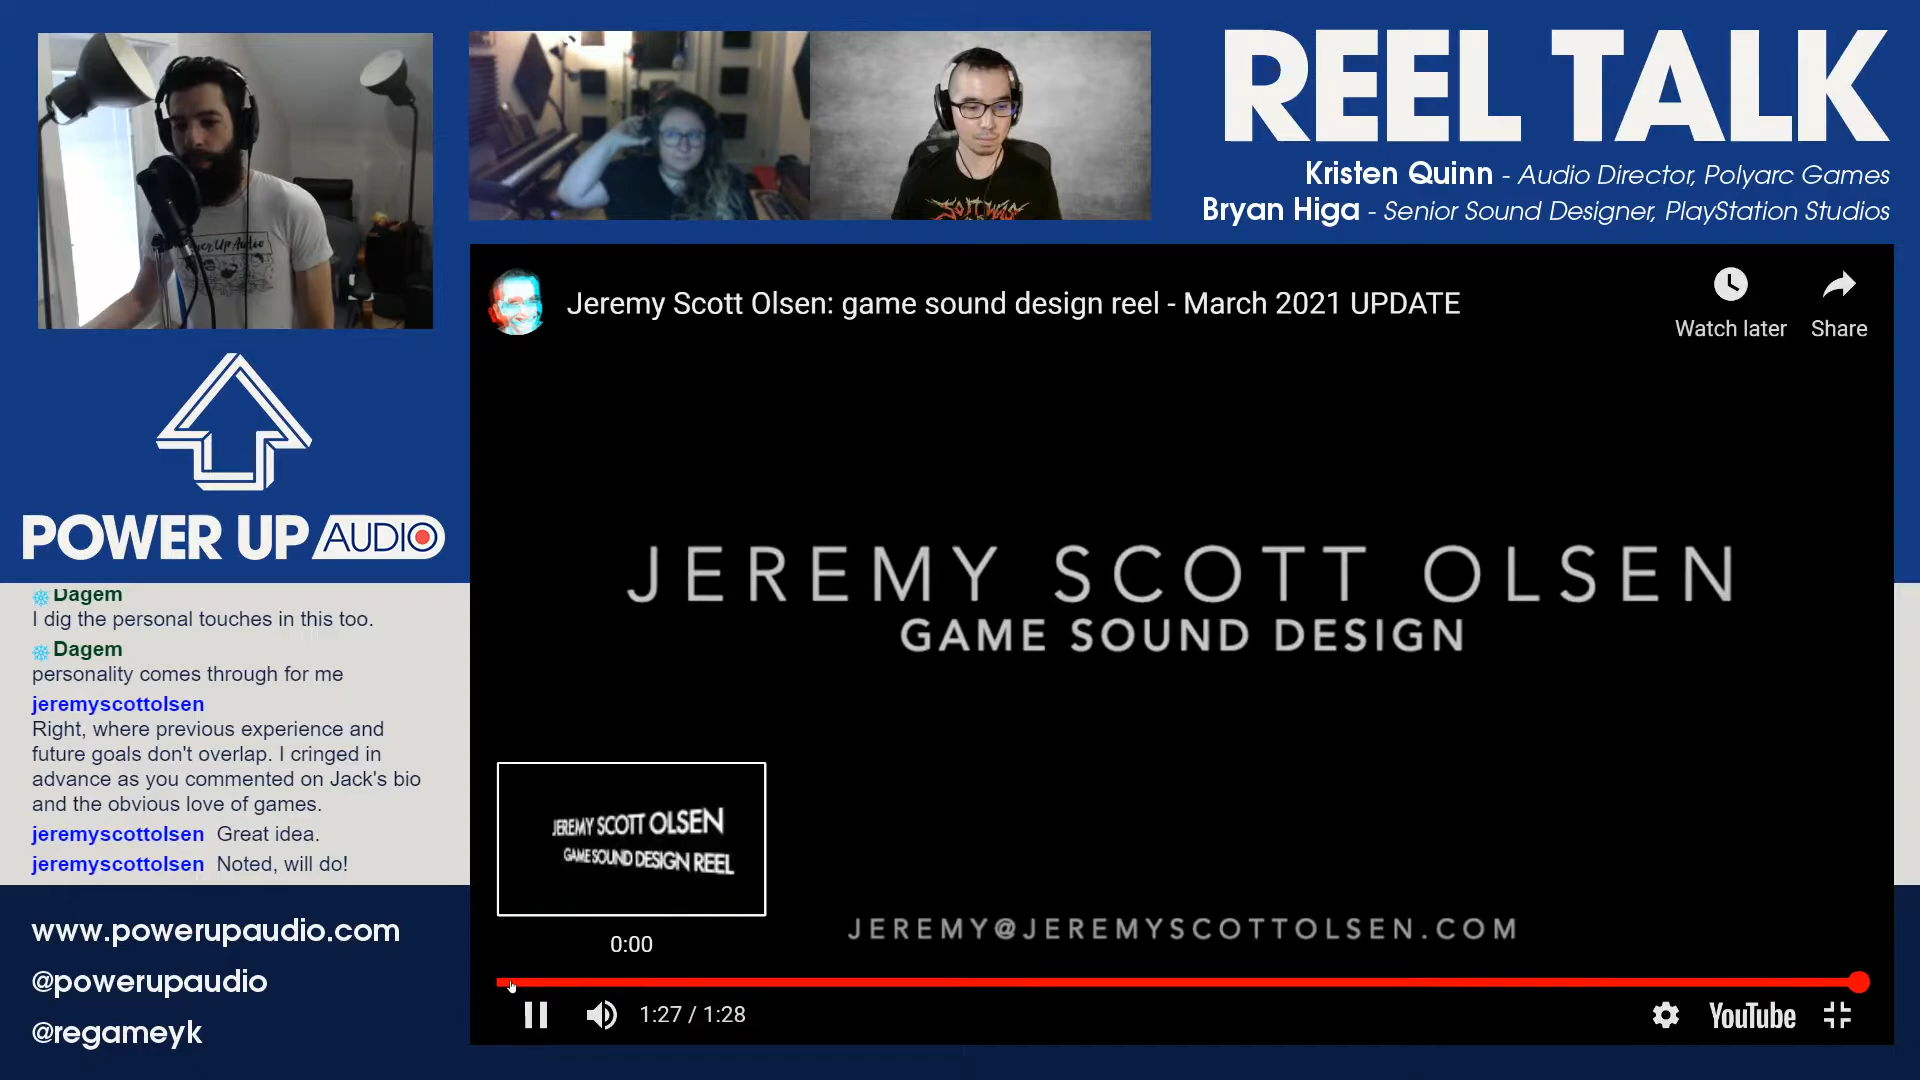 REEL TALK
Kristen Quinn - Audio Director, Polyarc Games
Bryan Higa - Senior Sound Designer, PlayStation Studios
Power Up Audio
POWER UP AUDIO
Dagem
I dig the personal touches in this too.
Dagem
personality comes through for me
jeremyscottolsen
Right, where previous experience and
future goals don't overlap. I cringed in
advance as you commented on Jack's bio
and the obvious love of games.
jeremyscottolsen Great idea.
jeremyscottolsen Noted, will do!
www.powerupaudio.com
@powerupaudio
@regameyk
Jeremy Scott Olsen: game sound design reel - March 2021 UPDATE
Watch later
Share
JEREMY SCOTT OLSEN
GAME SOUND DESIGN
JEREMY SCOTT OLSEN
GAME SOUND DESIGN REEL
0:00
JEREMY@JEREMYSCOTTOLSEN.COM
1:27 / 1:28
YouTube